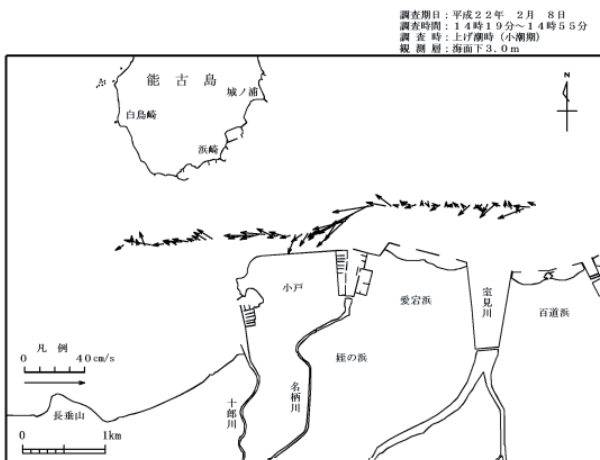 調査期日：平成２２年　２月　８日
調査時間：１４時１９分～１４時５５分
調 査 時：上げ潮時（小潮期）
観 測 層：海面下３．０ｍ
N
能 古 島
城ノ浦
白鳥崎
浜崎
小戸
愛宕浜
室見川
百道浜
凡 例
0　40cm/s
姪の浜
名柄川
十郎川
長垂山
0　1km